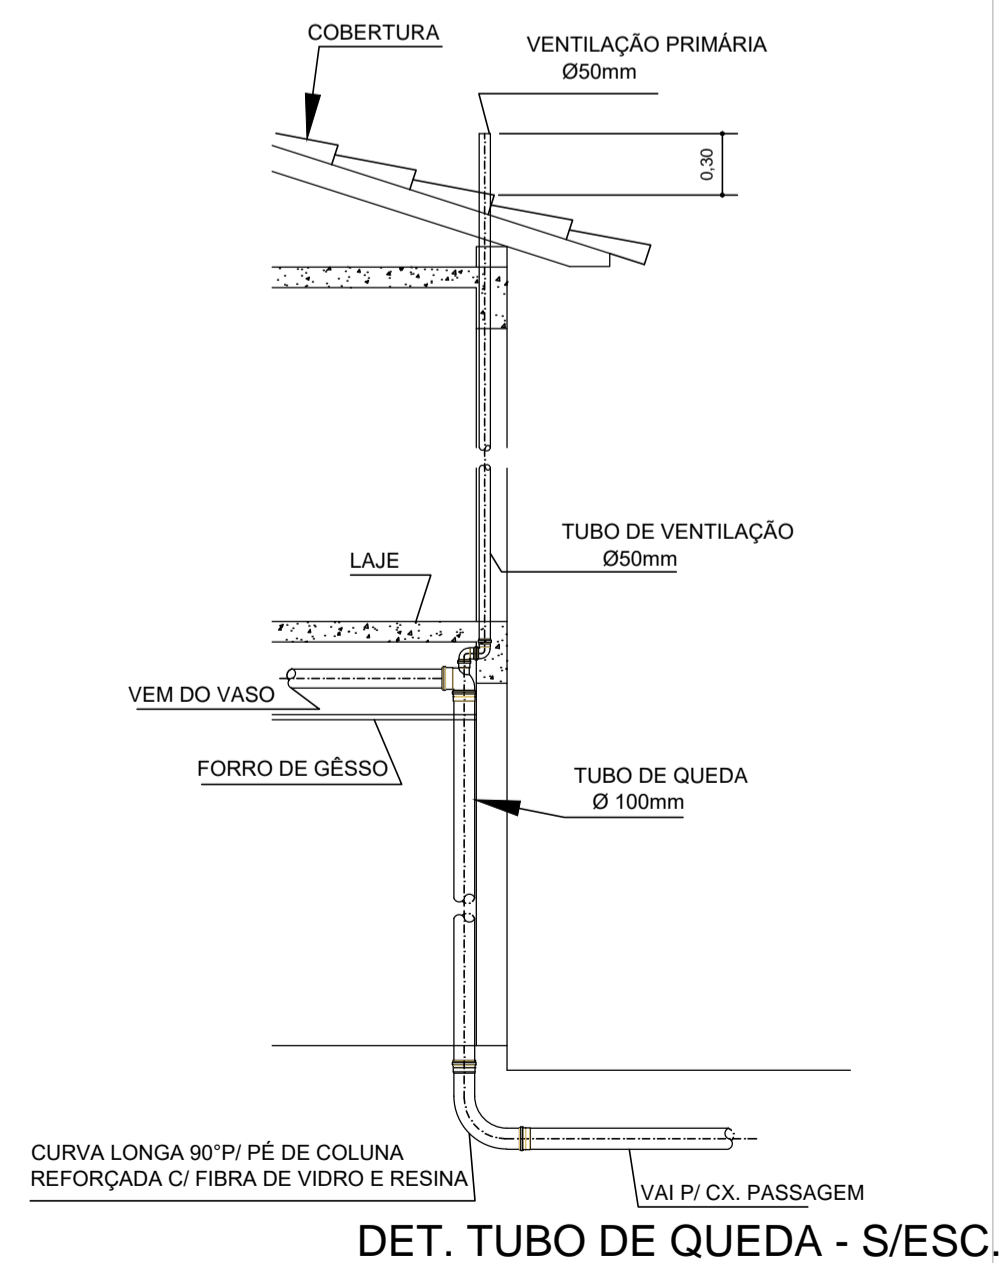 COBERTURA
VENTILAÇÃO PRIMÁRIA
Ø50mm
0,30
TUBO DE VENTILAÇÃO
Ø50mm
LAJE
VEM DO VASO
FORRO DE GÊSSO
TUBO DE QUEDA
Ø 100mm
CURVA LONGA 90°P/ PÉ DE COLUNA
REFORÇADA C/ FIBRA DE VIDRO E RESINA
VAI P/ CX. PASSAGEM
DET. TUBO DE QUEDA - S/ESC.